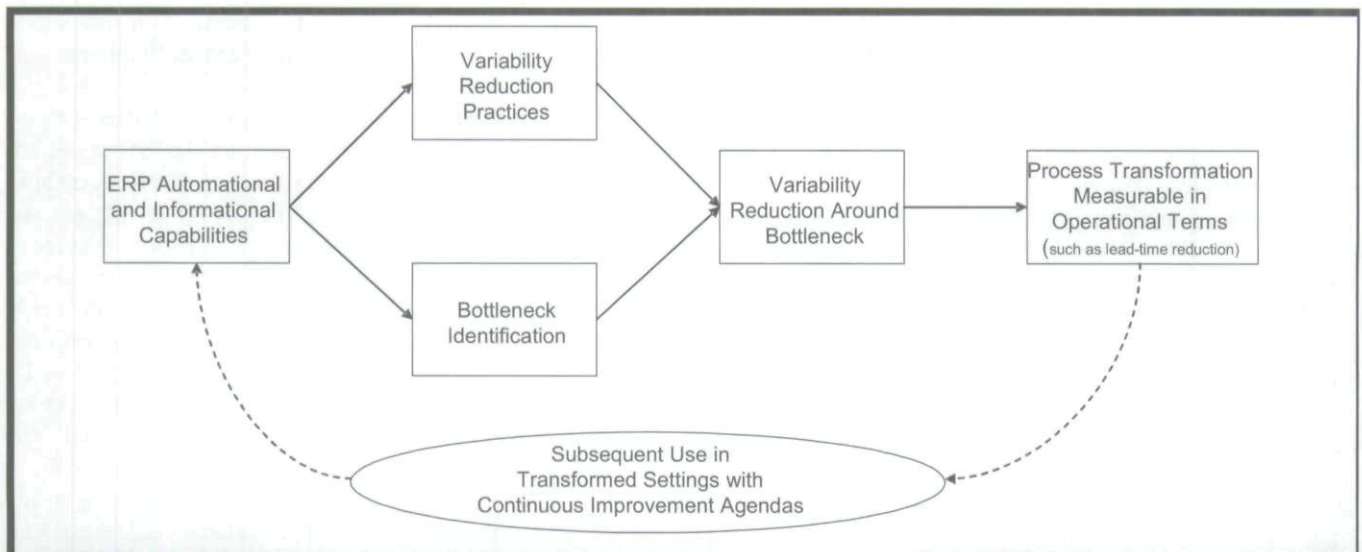 Variability
Reduction
Practices
ERP Automational
and Informational
Capabilities
Bottleneck
Identification
Variability
Reduction Around
Bottleneck
Process Transformation
Measurable in
Operational Terms
(such as lead-time reduction)
Subsequent Use in
Transformed Settings with
Continuous Improvement Agendas